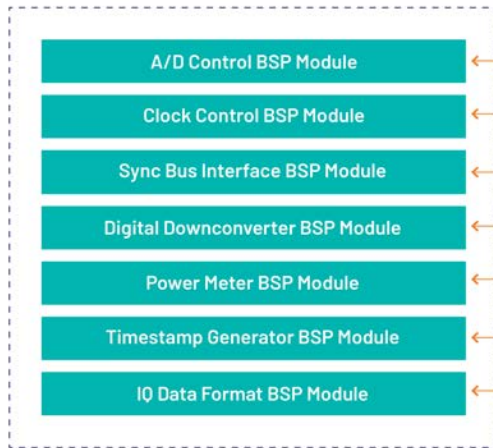 A/D Control BSP Module
Clock Control BSP Module
Sync Bus Interface BSP Module
Digital Downconverter BSP Module
Power Meter BSP Module
Timestamp Generator BSP Module
IQ Data Format BSP Module